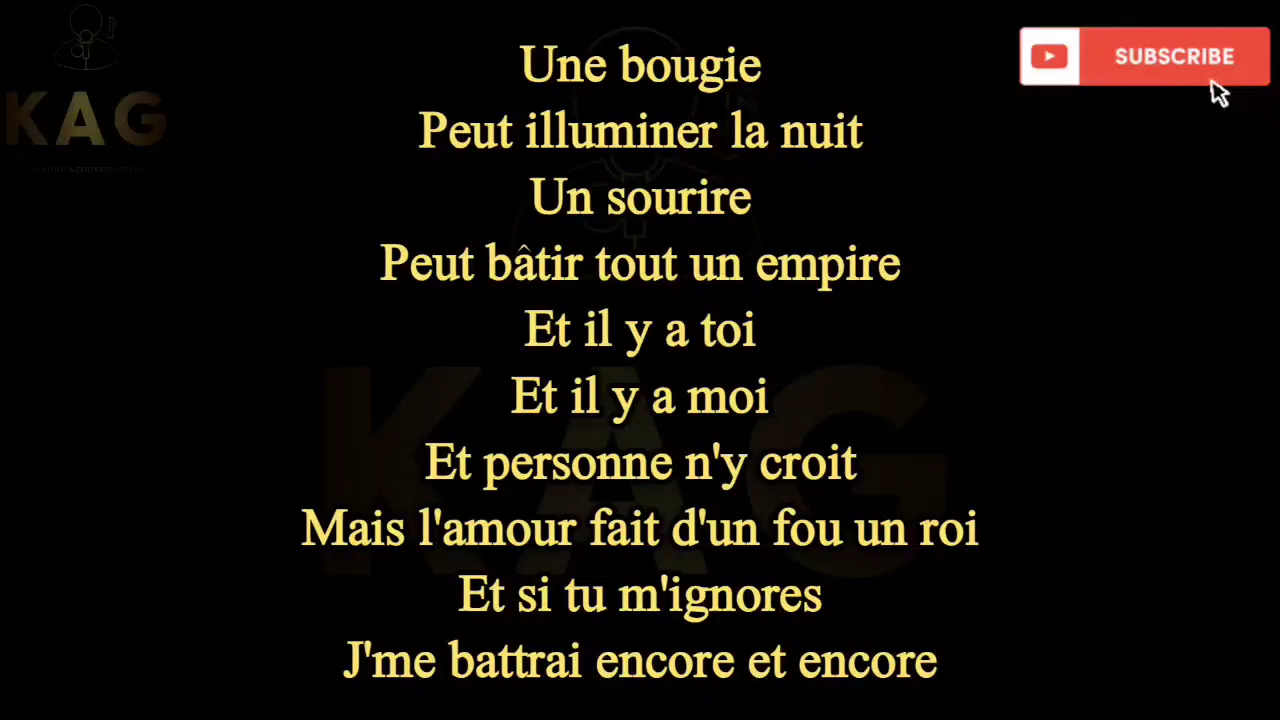 KAG
SUBSCRIBE
Une bougie
Peut illuminer la nuit
Un sourire
Peut bâtir tout un empire
Et il y a toi
Et il y a moi
Et personne n'y croit
Mais l'amour fait d'un fou un roi
Et si tu m'ignores
J'me battrai encore et encore
KAG